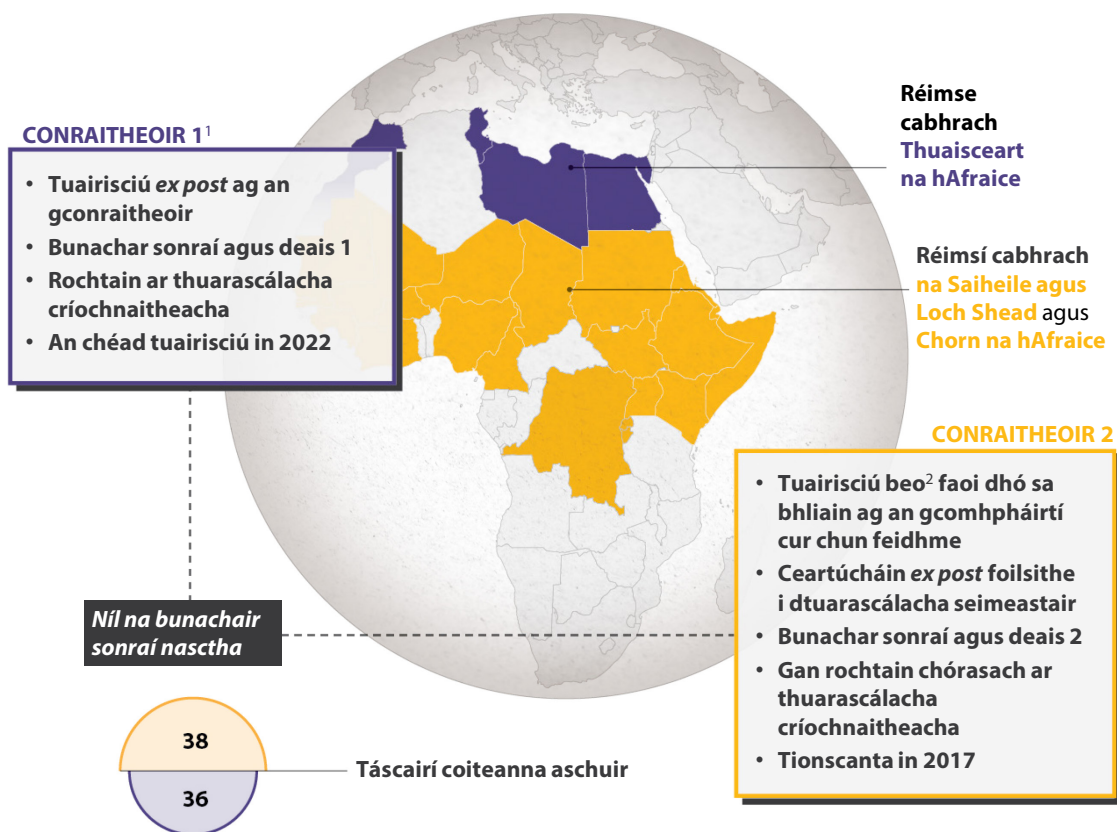 CONRAITHEOIR 1¹
• Tuairisciú ex post ag an
gconraitheoir
• Bunachar sonraí agus deais 1
• Rochtain ar thuarascálacha
críochnaitheacha
• An chéad tuairisciú in 2022
Réimse
cabhrach
Thuaisceart
na hAfraice
Réimsí cabhrach
na Saiheile agus
Loch Shead agus
Chorn na hAfraice
CONRAITHEOIR 2
• Tuairisciú beo² faoi dhó sa
bhliain ag an gcomhpháirtí
cur chun feidhme
• Ceartúcháin ex post foilsithe
i dtuarascálacha seimeastair
• Bunachar sonraí agus deais 2
• Gan rochtain chórasach ar
thuarascálacha
críochnaitheacha
• Tionscanta in 2017
Níl na bunachair
sonraí nasctha
38
36
Táscairí coiteanna aschuir